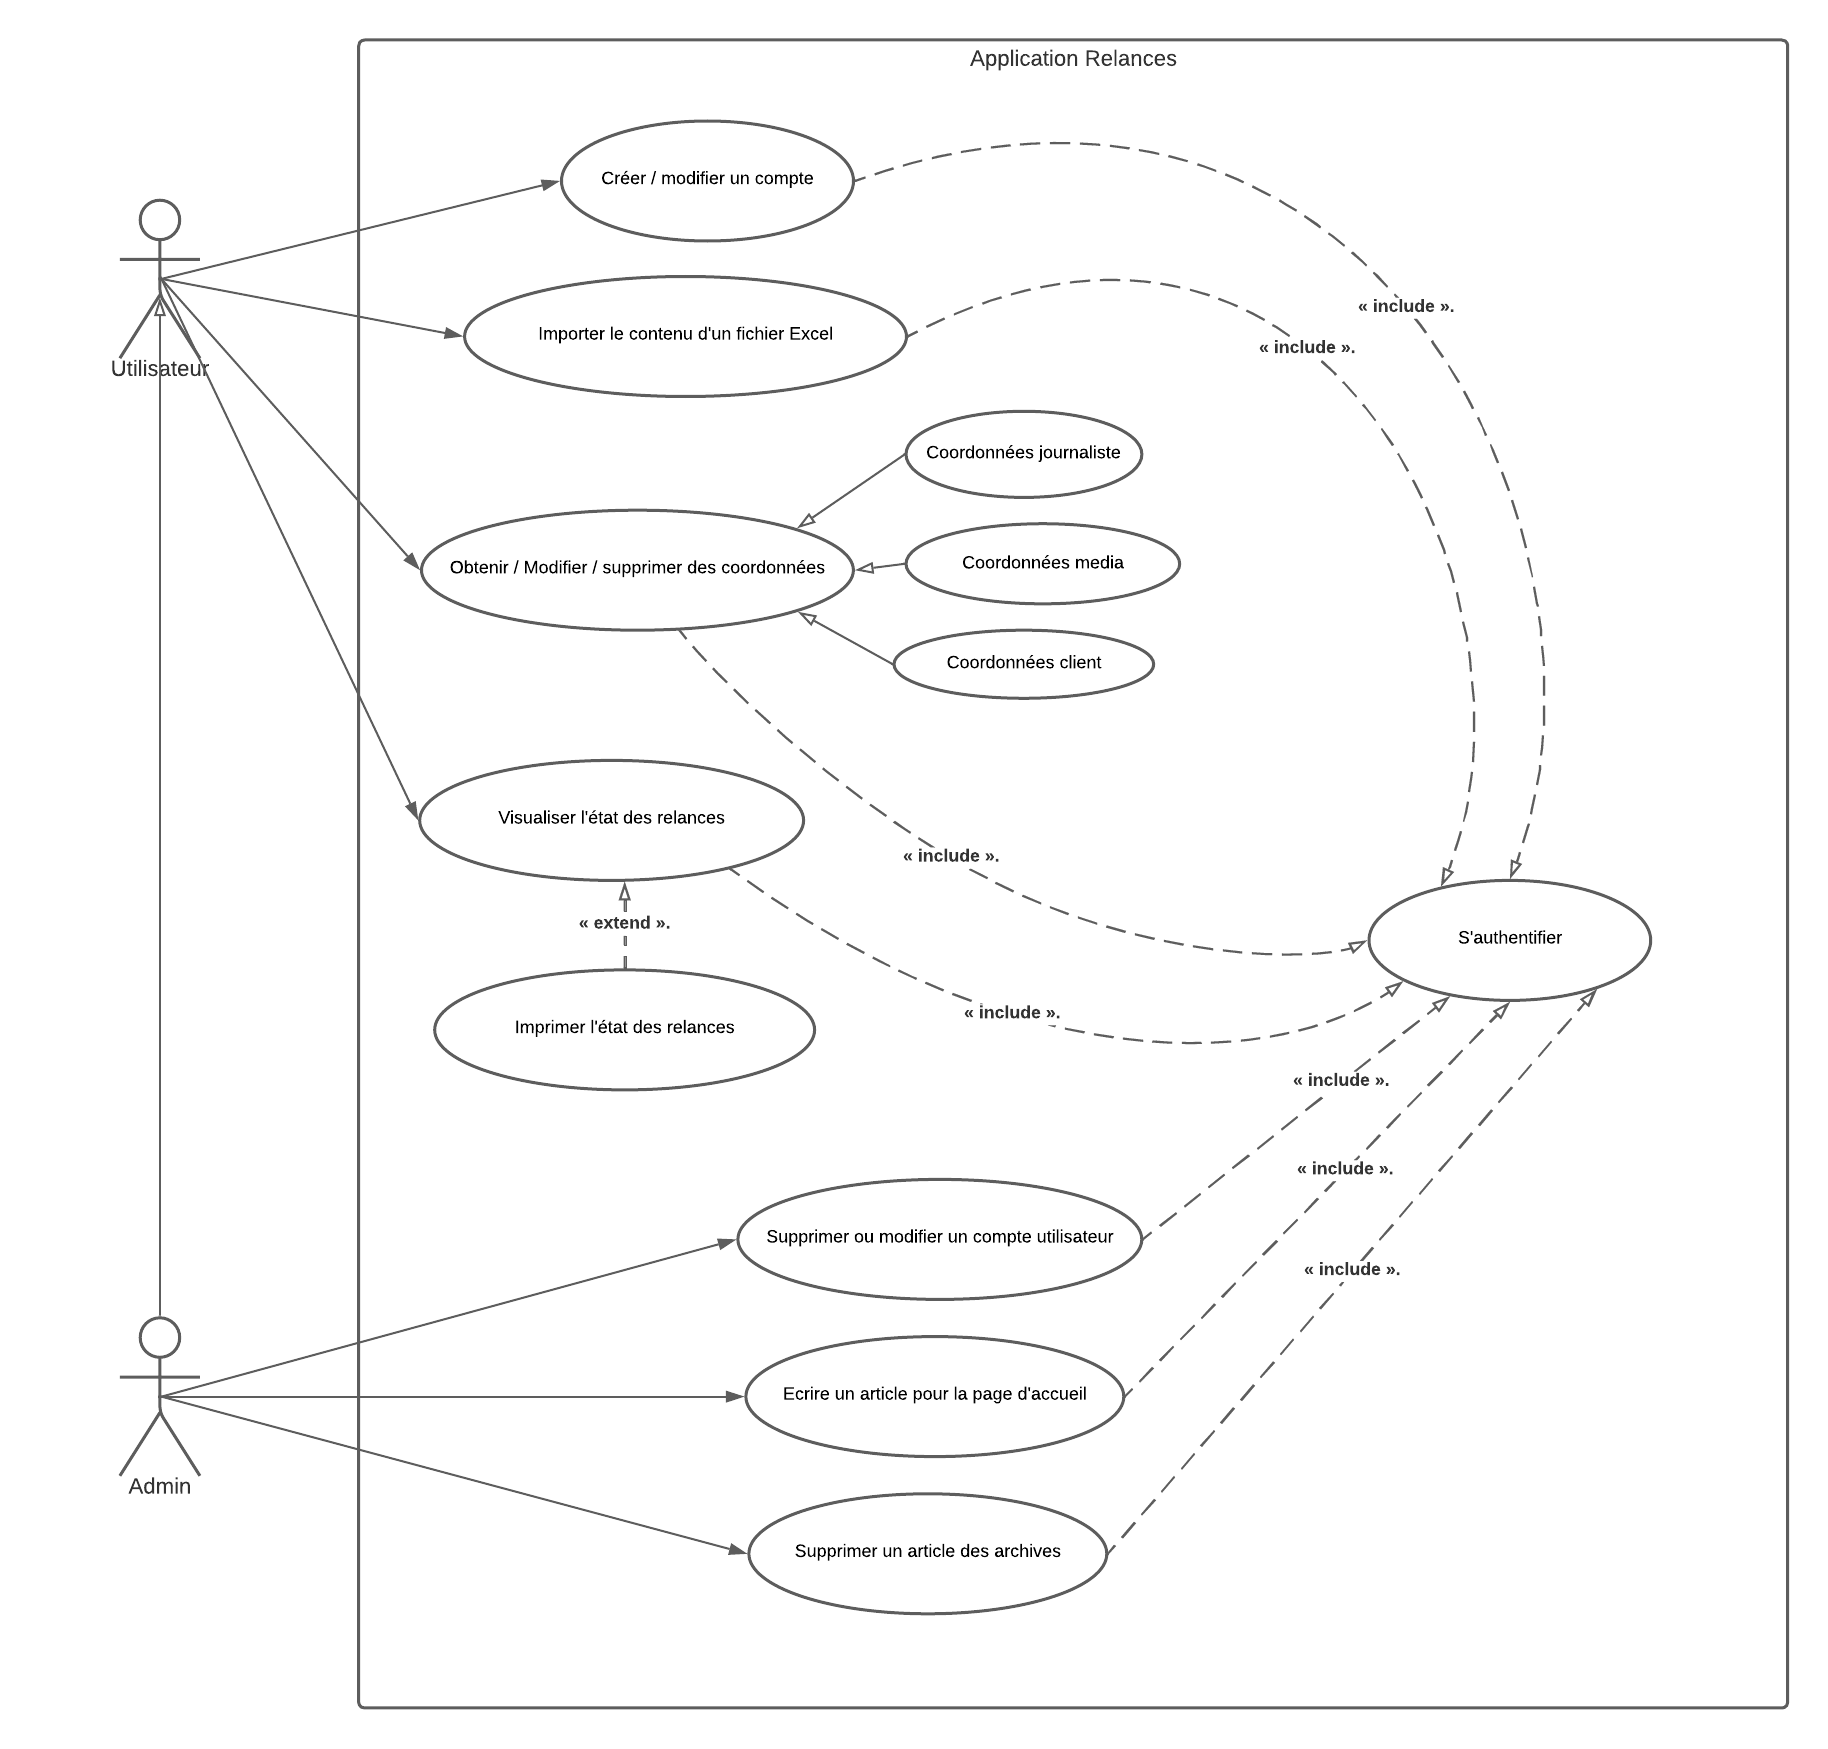 Application Relances
Créer / modifier un compte
« include ».
Importer le contenu d'un fichier Excel
« include ».
Utilisateur
Coordonnées journaliste
Coordonnées media
Obtenir / Modifier / supprimer des coordonnées
Coordonnées client
Visualiser l'état des relances
« include ».
« extend ».
S'authentifier
« include ».
Imprimer l'état des relances
« include ».
« include ».
Supprimer ou modifier un compte utilisateur
« include ».
Ecrire un article pour la page d'accueil
Admin
Supprimer un article des archives